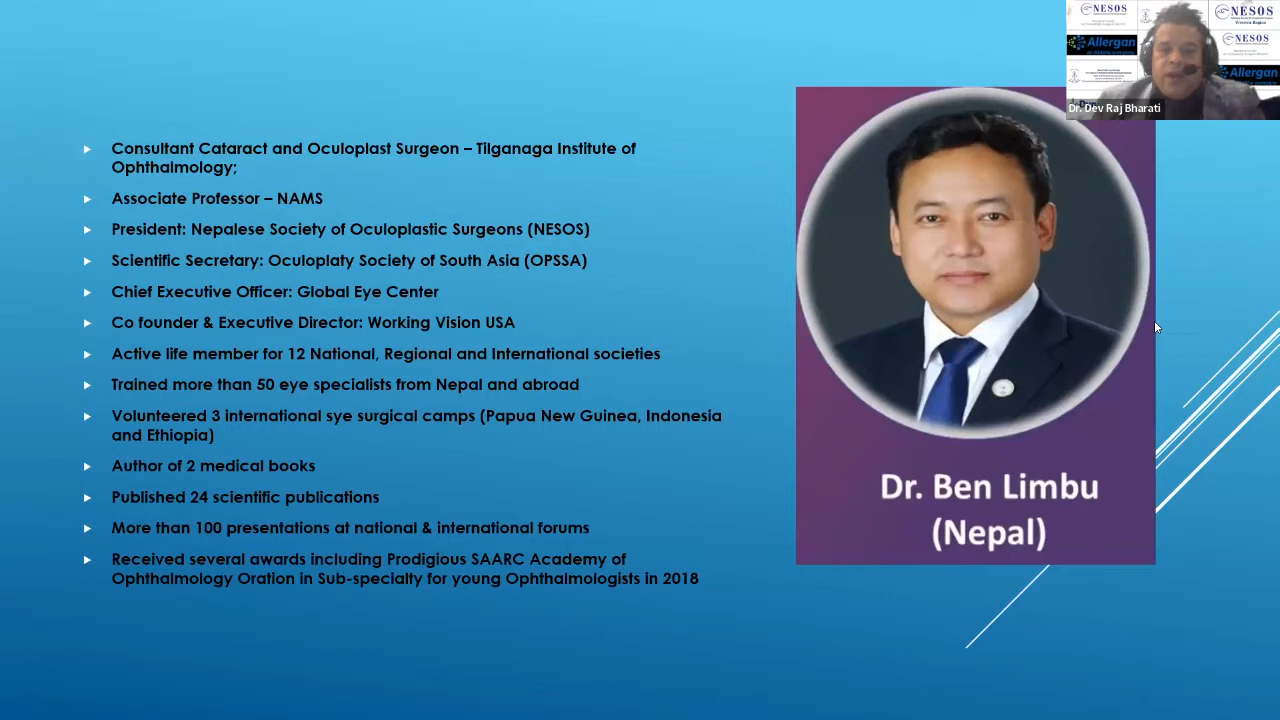 Consultant Cataract and Oculoplast Surgeon – Tilganaga Institute of
Ophthalmology;
Associate Professor – NAMS
President: Nepalese Society of Oculoplastic Surgeons (NESOS)
Scientific Secretary: Oculoplaty Society of South Asia (OPSSA)
Chief Executive Officer: Global Eye Center
Co founder & Executive Director: Working Vision USA
Active life member for 12 National, Regional and International societies
Trained more than 50 eye specialists from Nepal and abroad
Volunteered 3 international sye surgical camps (Papua New Guinea, Indonesia
and Ethiopia)
Author of 2 medical books
Published 24 scientific publications
More than 100 presentations at national & international forums
Received several awards including Prodigious SAARC Academy of
Ophthalmology Oration in Sub-specialty for young Ophthalmologists in 2018
Dr. Ben Limbu
(Nepal)
NESOS
NESOS
Western Region
Allergan
an AbbVie company
NESOS
Allergan
Dr. Dev Raj Bharati